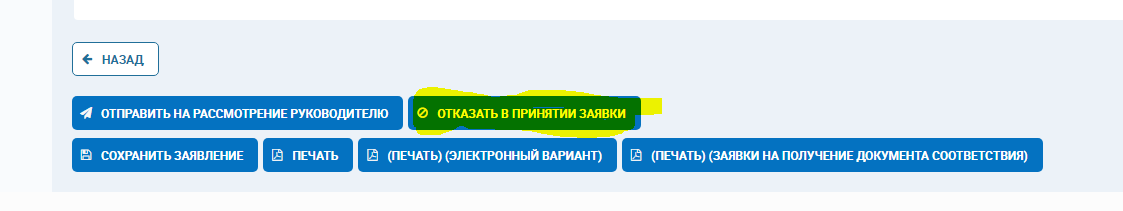 НАЗАД
ОТПРАВИТЬ НА РАССМОТРЕНИЕ РУКОВОДИТЕЛЮ ОТКАЗАТЬ В ПРИНЯТИИ ЗАЯВКИ
СОХРАНИТЬ ЗАЯВЛЕНИЕ ПЕЧАТЬ (ПЕЧАТЬ) (ЭЛЕКТРОННЫЙ ВАРИАНТ) (ПЕЧАТЬ) (ЗАЯВКИ НА ПОЛУЧЕНИЕ ДОКУМЕНТА СООТВЕТСТВИЯ)